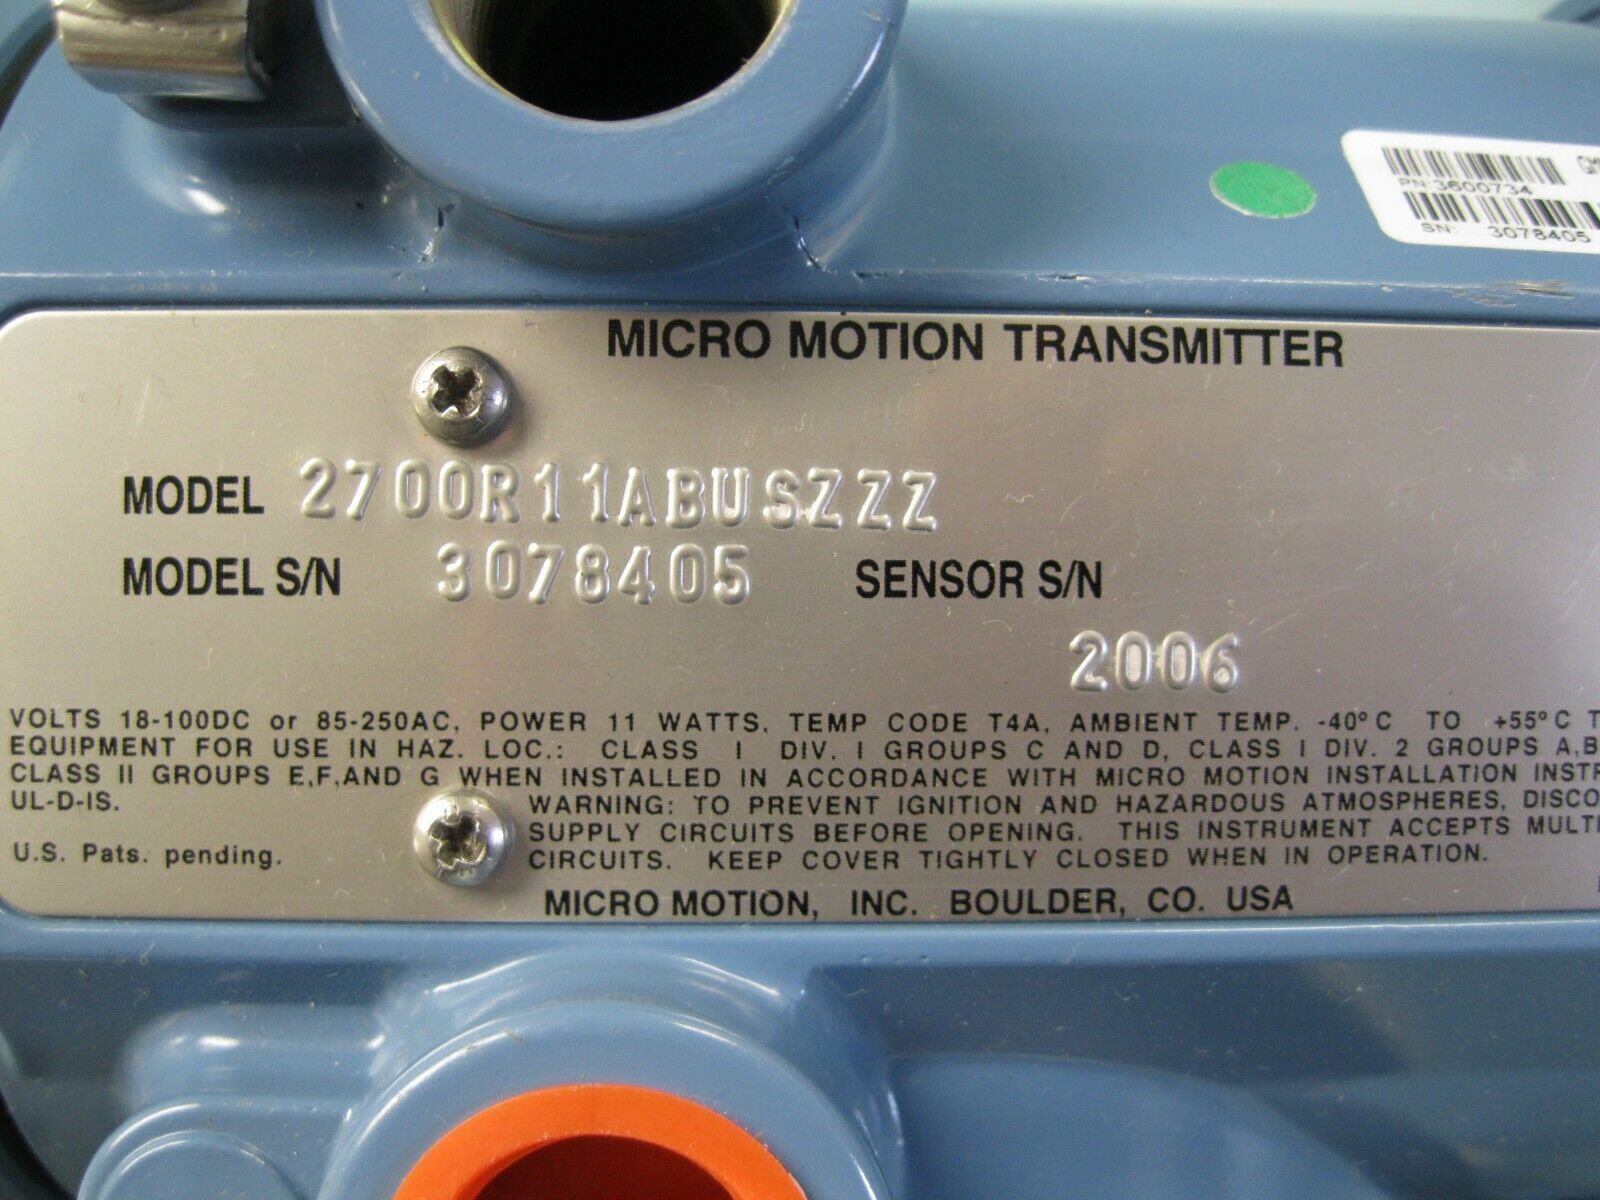 GM
PN:3600734
SN: 3078405
MICRO MOTION TRANSMITTER
MODEL 2700R11ABUSZZZ
MODEL S/N 3078405 SENSOR S/N
2006
VOLTS 18-100DC or 85-250AC, POWER 11 WATTS, TEMP CODE T4A, AMBIENT TEMP. -40°C TO +55°C T
EQUIPMENT FOR USE IN HAZ. LOC.: CLASS I DIV. I GROUPS C AND D, CLASS I DIV. 2 GROUPS A,B
CLASS II GROUPS E,F,AND G WHEN INSTALLED IN ACCORDANCE WITH MICRO MOTION INSTALLATION INSTR
UL-D-IS.
WARNING: TO PREVENT IGNITION AND HAZARDOUS ATMOSPHERES, DISCO
SUPPLY CIRCUITS BEFORE OPENING. THIS INSTRUMENT ACCEPTS MULTI
U.S. Pats. pending.
CIRCUITS. KEEP COVER TIGHTLY CLOSED WHEN IN OPERATION.
MICRO MOTION, INC. BOULDER, CO. USA